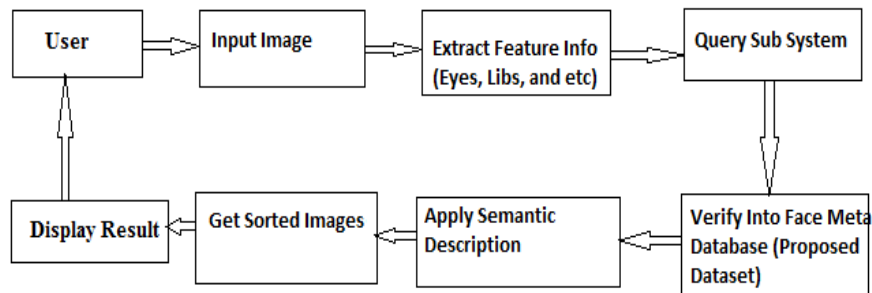 User
Input Image
Extract Feature Info
(Eyes, Libs, and etc)
Query Sub System
Verify Into Face Meta
Database (Proposed
Dataset)
Apply Semantic
Description
Get Sorted Images
Display Result